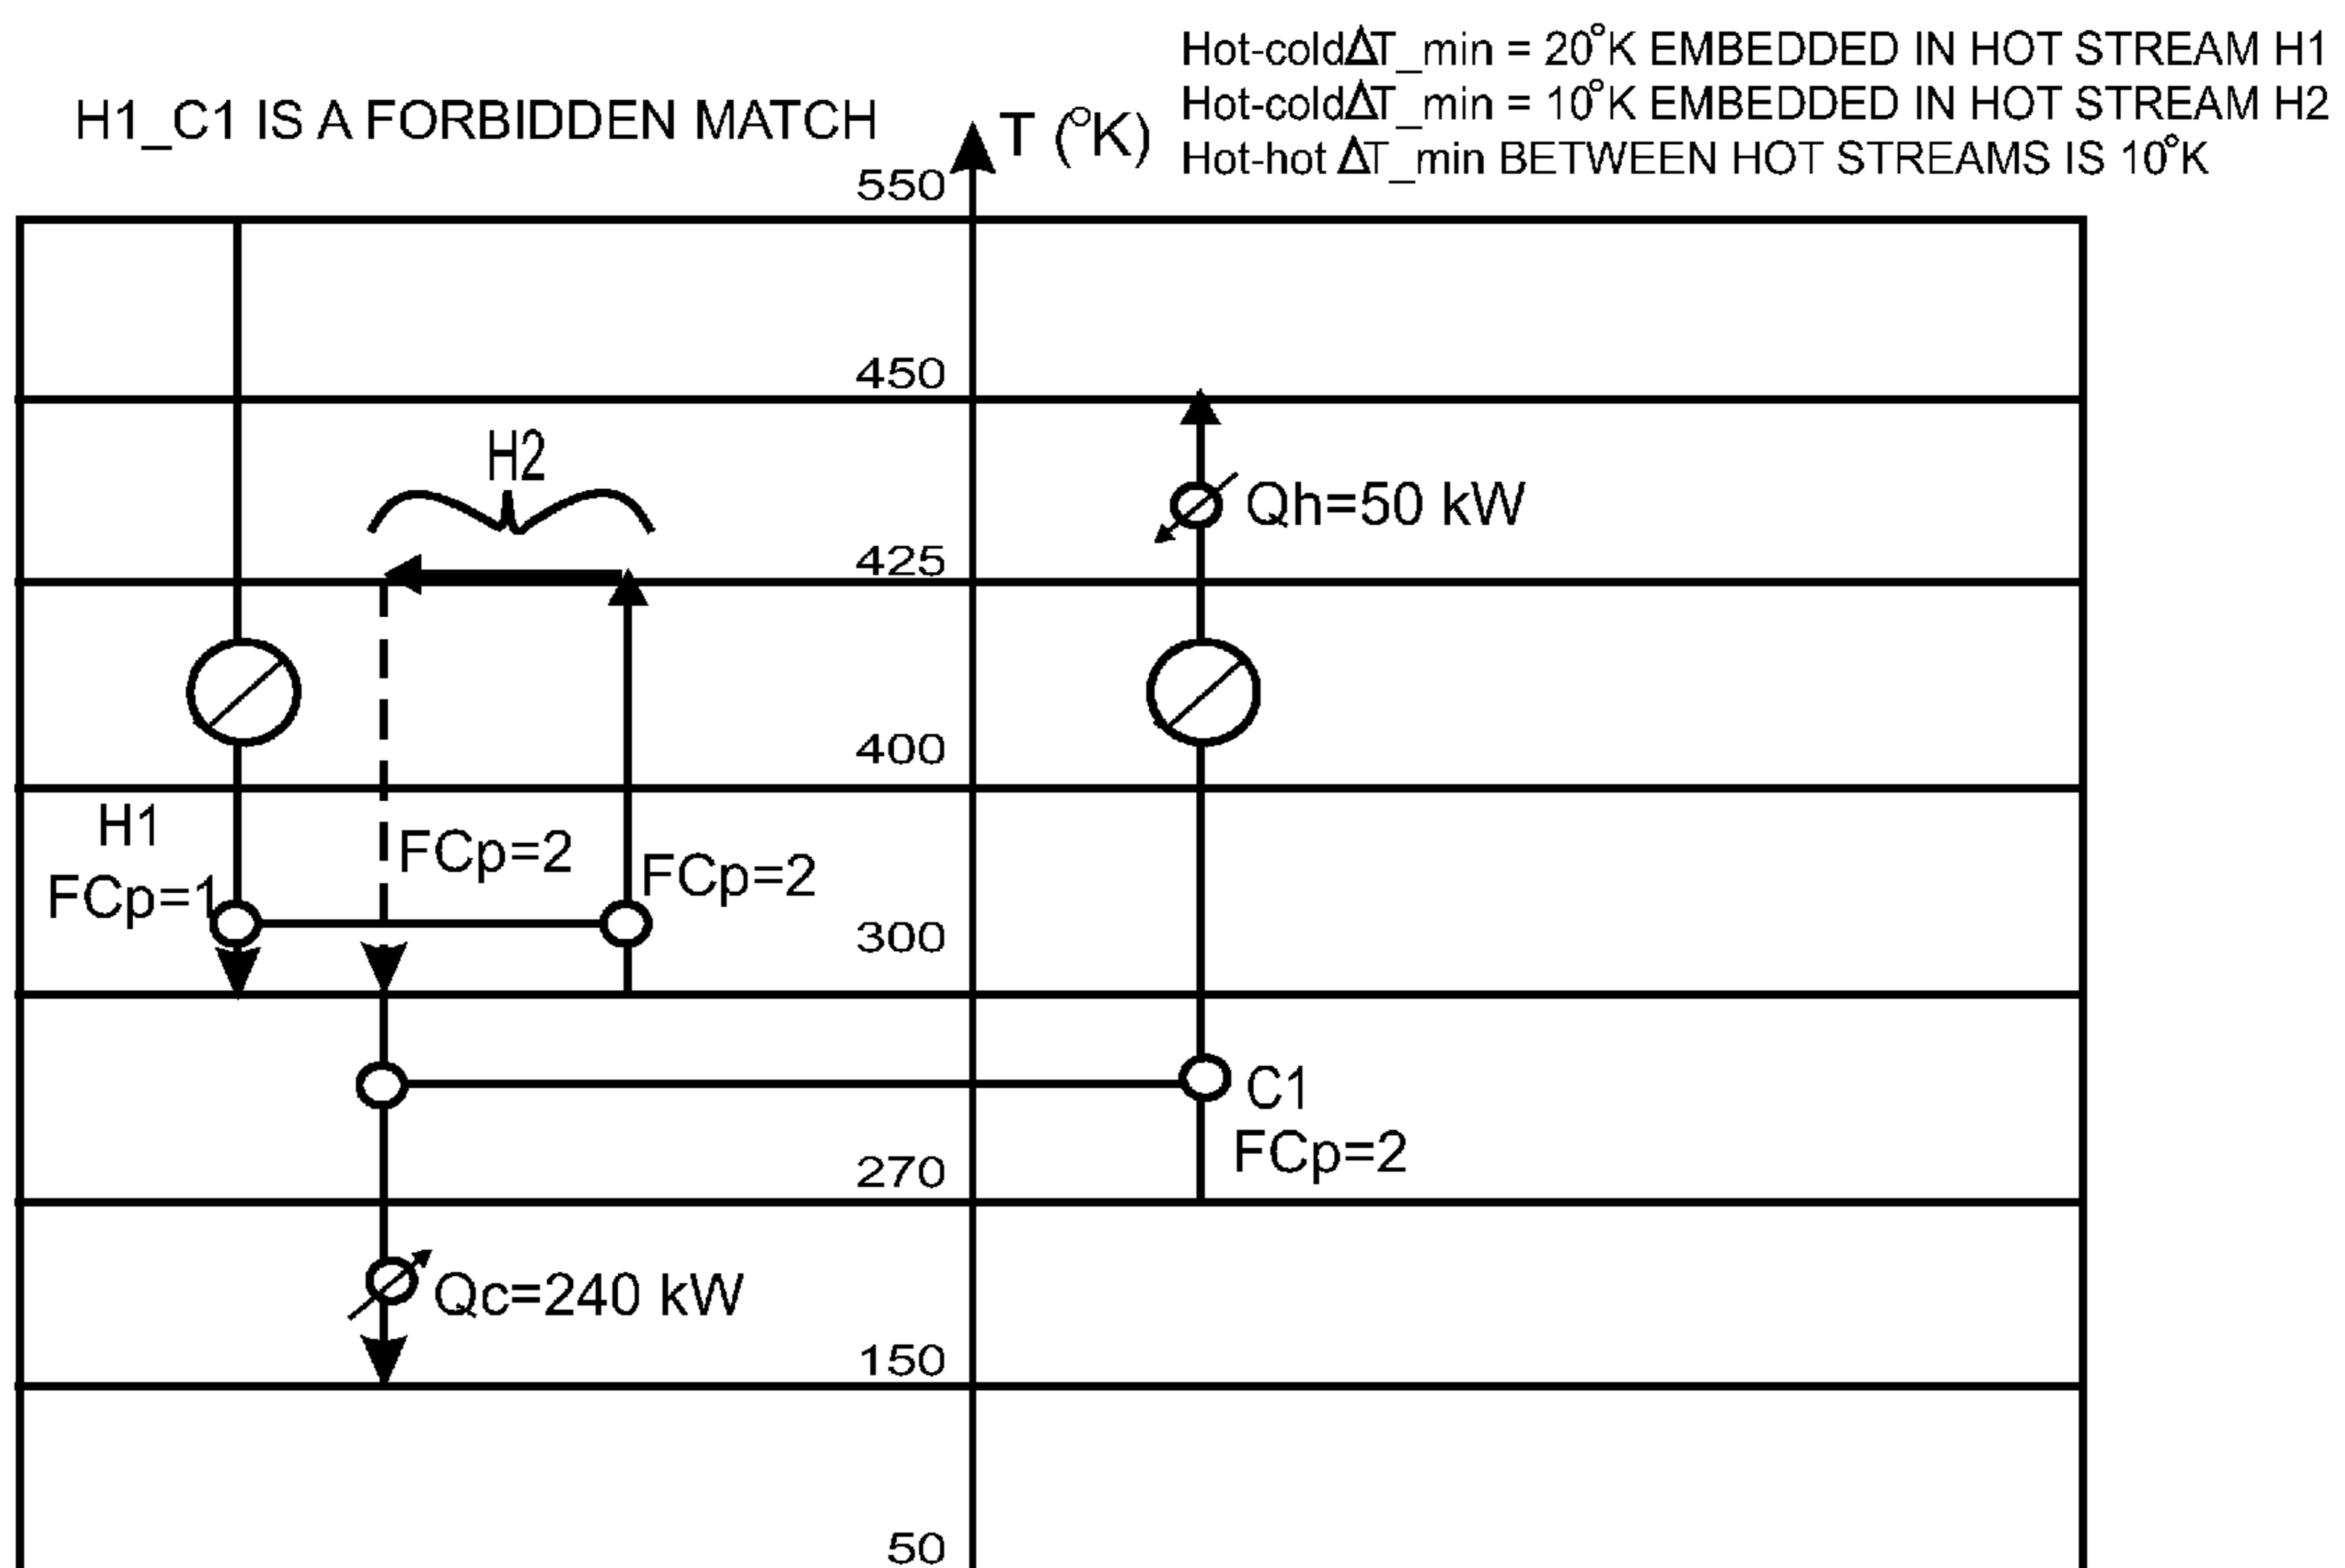 Hot-coldΔT_min = 20°K EMBEDDED IN HOT STREAM H1
Hot-coldΔT_min = 10°K EMBEDDED IN HOT STREAM H2
H1_C1 IS A FORBIDDEN MATCH
T (°K)
Hot-hot ΔT_min BETWEEN HOT STREAMS IS 10°K
550
450
H2
Qh=50 kW
425
400
H1
FCp=1
FCp=2
FCp=2
300
C1
FCp=2
270
Qc=240 kW
150
50